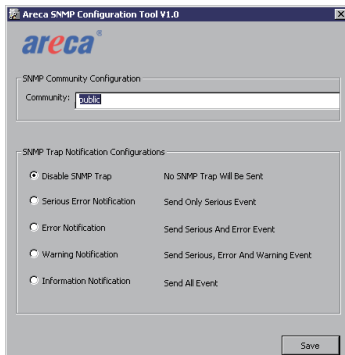 Areca SNMP Configuration Tool V1.0
areca®
SNMP Community Configuration
Community: public
SNMP Trap Notification Configurations
Disable SNMP Trap No SNMP Trap Will Be Sent
Serious Error Notification Send Only Serious Event
Error Notification Send Serious And Error Event
Warning Notification Send Serious, Error And Warning Event
Information Notification Send All Event
Save